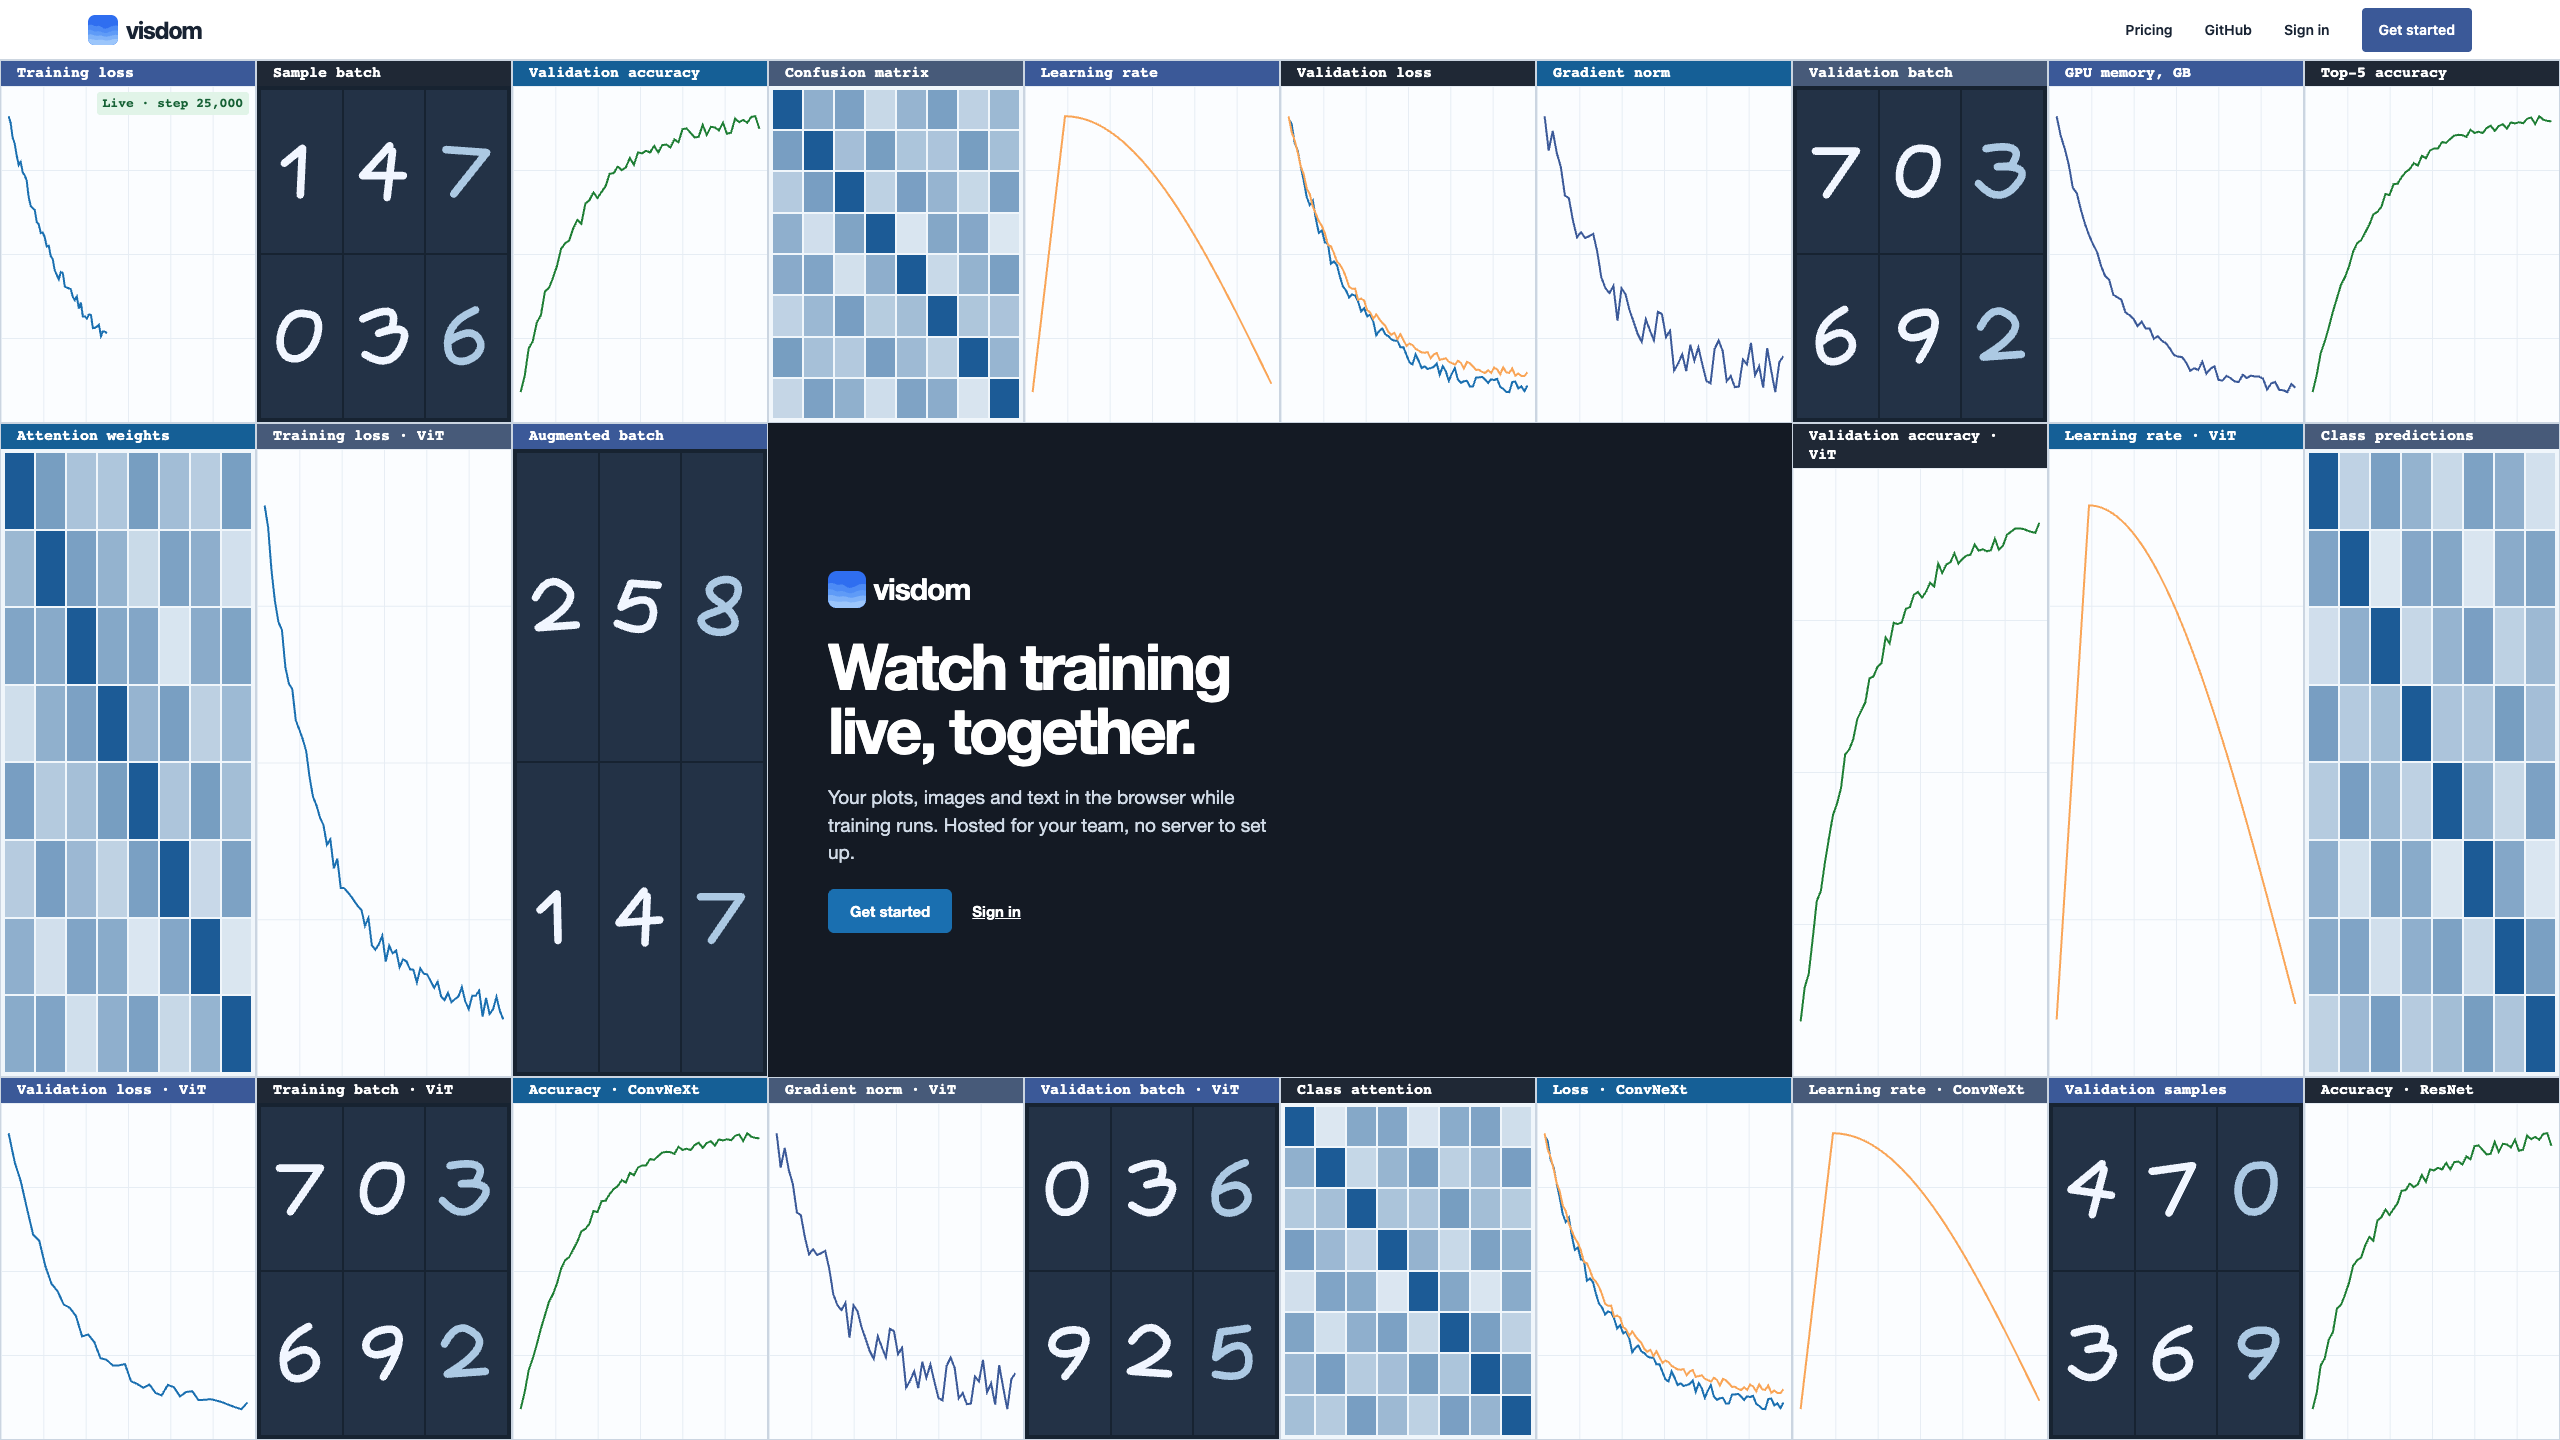 visdom
Pricing
GitHub
Sign in
Get started
Training loss
Sample batch
Validation accuracy
Confusion matrix
Learning rate
Validation loss
Gradient norm
Validation batch
GPU memory, GB
Top-5 accuracy
Live · step 25,000
1 4 7
0 3 6
7 0 3
6 9 2
Attention weights
Training loss · ViT
Augmented batch
2 5 8
1 4 7
visdom
Watch training
live, together.
Your plots, images and text in the browser while
training runs. Hosted for your team, no server to set
up.
Get started
Sign in
Validation accuracy ·
ViT
Learning rate · ViT
Class predictions
Validation loss · ViT
Training batch · ViT
Accuracy · ConvNeXt
Gradient norm · ViT
Validation batch · ViT
Class attention
Loss · ConvNeXt
Learning rate · ConvNeXt
Validation samples
Accuracy · ResNet
7 0 3
6 9 2
0 3 6
9 2 5
4 7 0
3 6 9